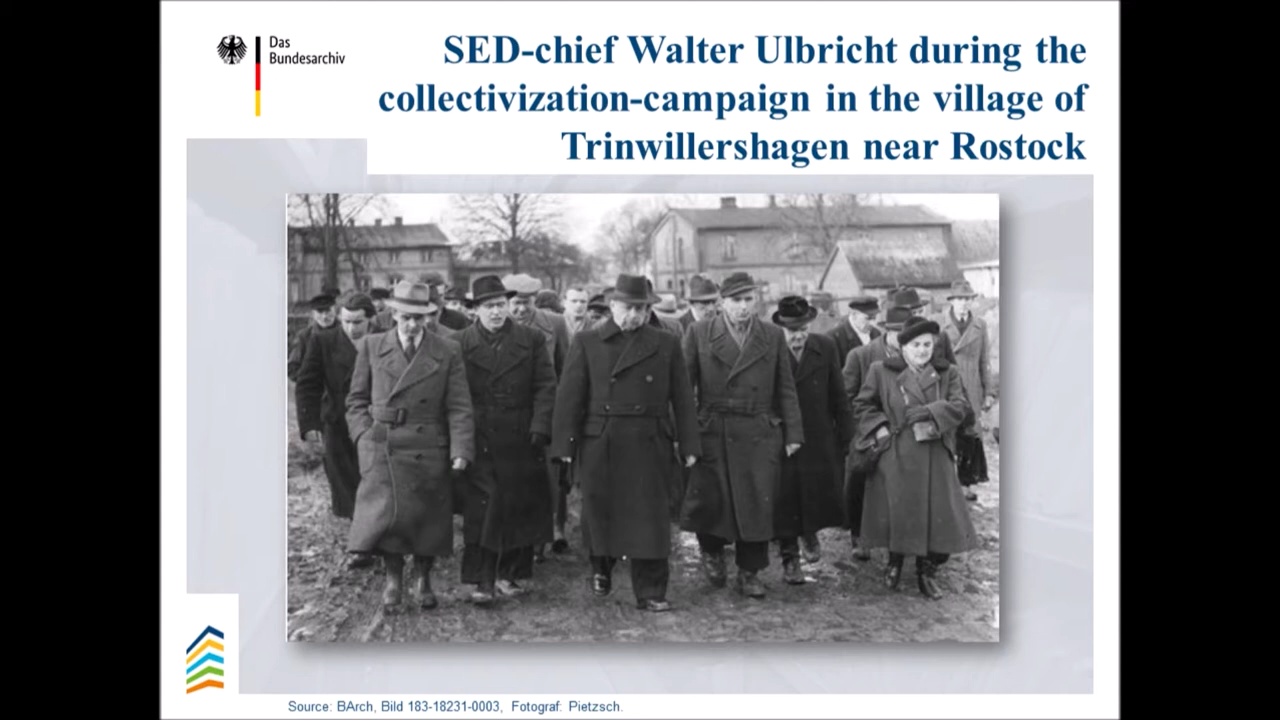 Das
Bundesarchiv
SED-chief Walter Ulbricht during the
collectivization-campaign in the village of
Trinwillershagen near Rostock
Source: BArch, Bild 183-18231-0003, Fotograf: Pietzsch.